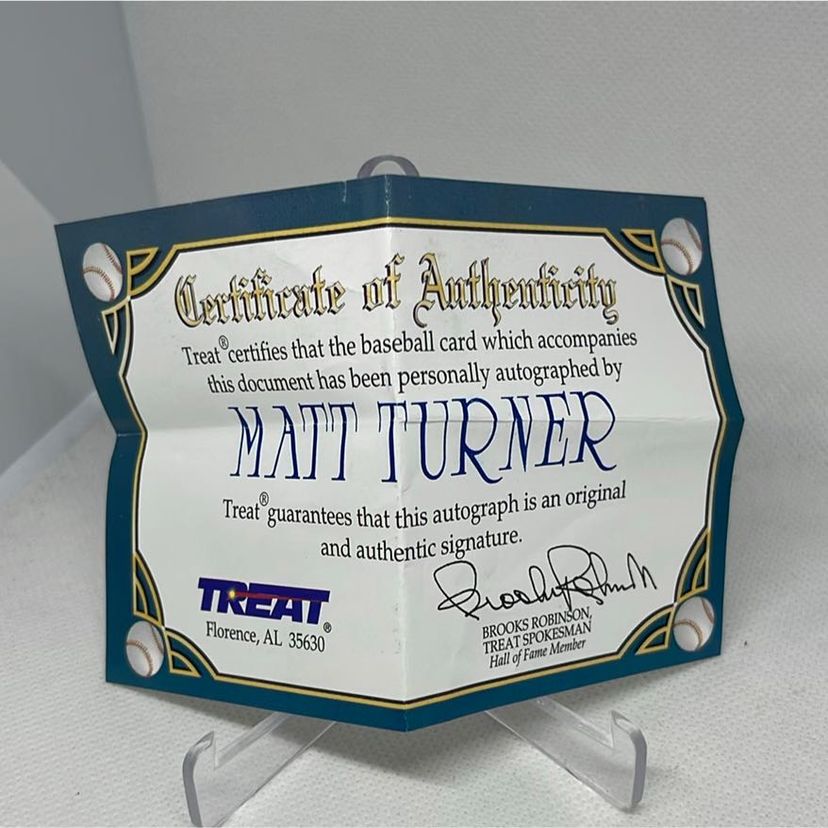 Certificate of Authenticity
Treat® certifies that the baseball card which accompanies
this document has been personally autographed by
MATT TURNER
Treat® guarantees that this autograph is an original
and authentic signature.
TREAT®
Florence, AL 35630
Brooks Robinson
BROOKS ROBINSON,
TREAT SPOKESMAN
Hall of Fame Member